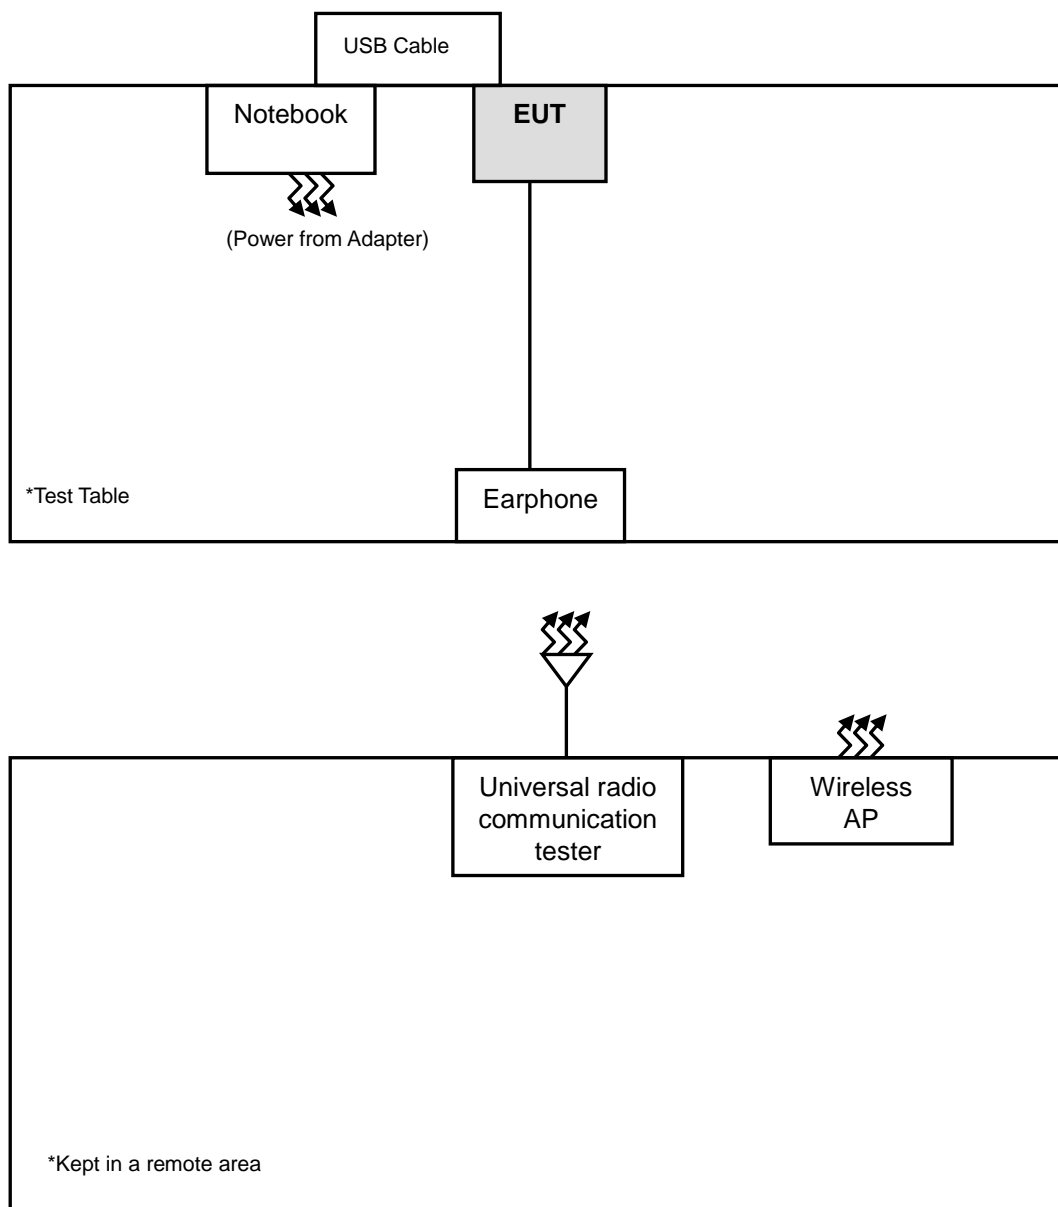 USB Cable
Notebook
EUT
(Power from Adapter)
*Test Table
Earphone
Universal radio
communication
tester
Wireless
AP
*Kept in a remote area